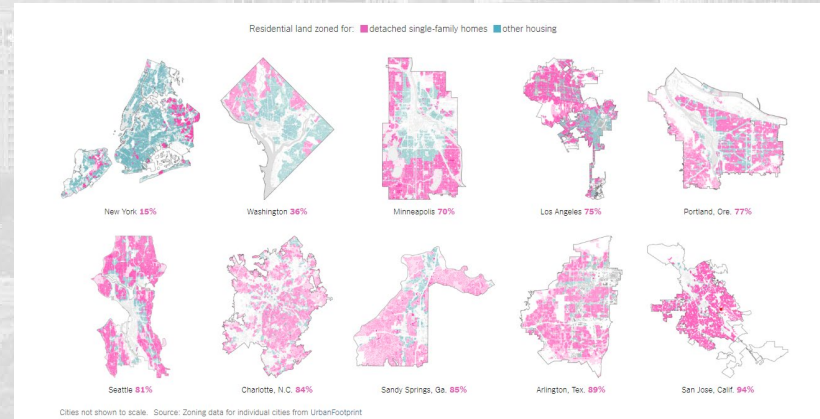 Residential land zoned for: detached single-family homes other housing
New York 15% Washington 36% Minneapolis 70% Los Angeles 75% Portland, Ore. 77%
Seattle 81% Charlotte, N.C. 84% Sandy Springs, Ga. 85% Arlington, Tex. 89% San Jose, Calif. 94%
Cities not shown to scale. Source: Zoning data for individual cities from UrbanFootprint